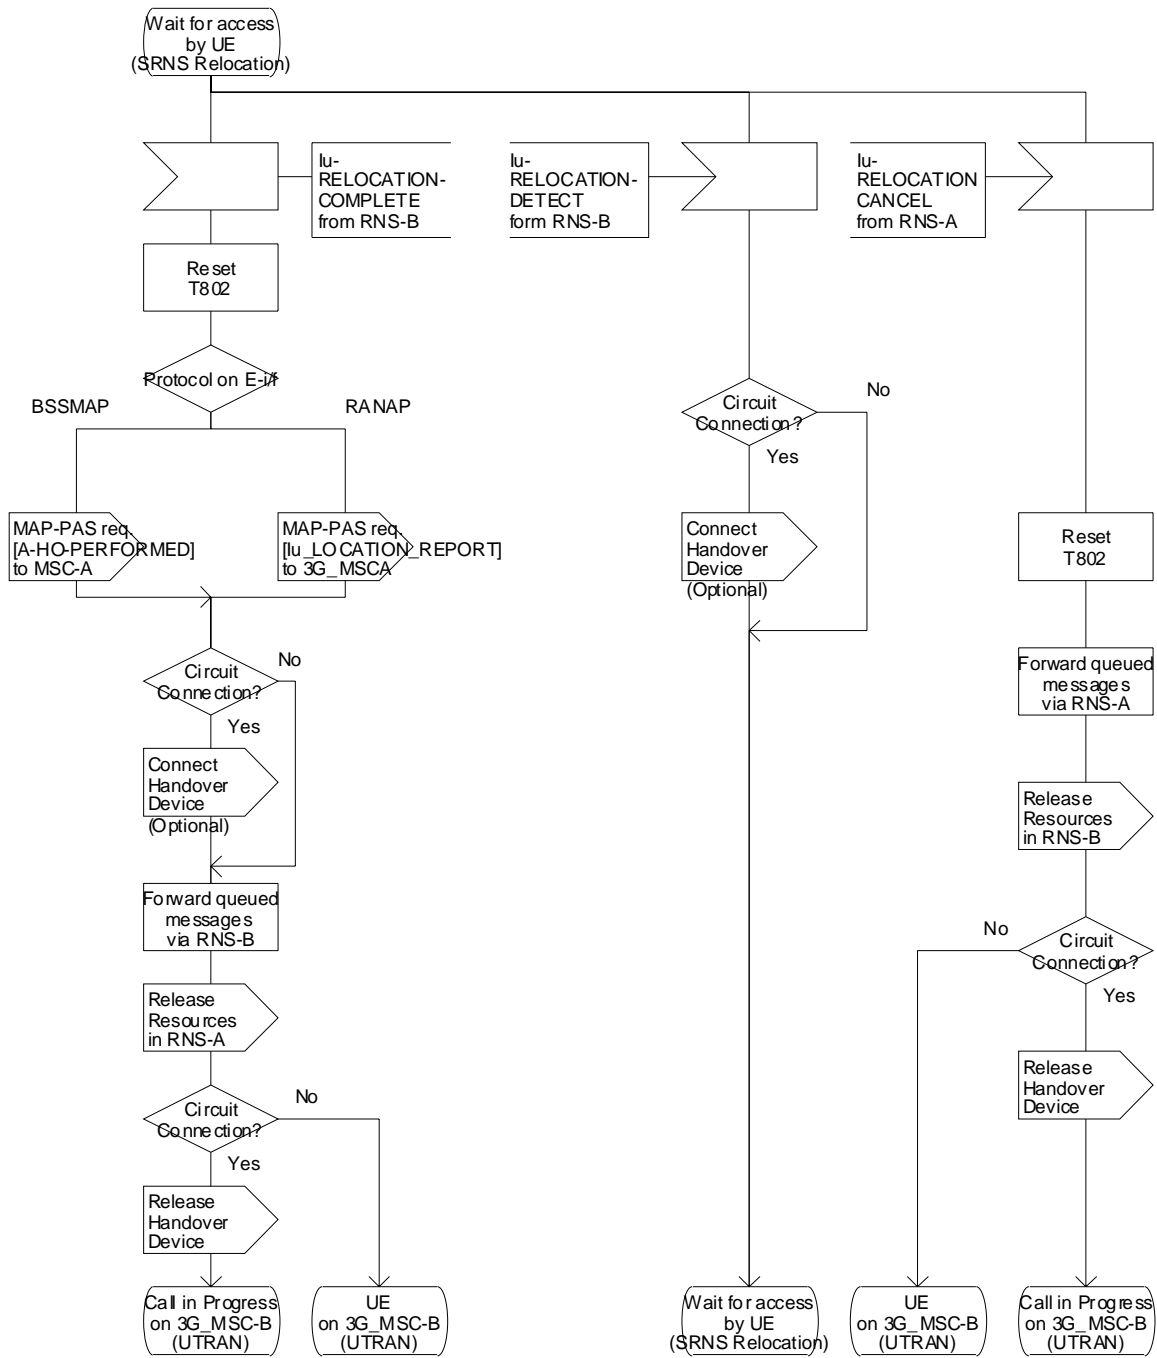 Wait for access
by UE
(SRNS Relocation)
Iu-
RELOCATION-
COMPLETE
from RNS-B
Iu-
RELOCATION-
DETECT
form RNS-B
Iu-
RELOCATION
CANCEL
from RNS-A
Reset
T802
Protocol on E-i/f
BSSMAP
RANAP
MAP-PAS req.
[A-HO-PERFORMED]
to MSC-A
MAP-PAS req.
[Iu_LOCATION_REPORT]
to 3G_MSCA
Circuit
Connection?
No
Yes
Connect
Handover
Device
(Optional)
Forward queued
messages
via RNS-B
Release
Resources
in RNS-A
Circuit
Connection?
No
Yes
Release
Handover
Device
Call in Progress
on 3G_MSC-B
(UTRAN)
UE
on 3G_MSC-B
(UTRAN)
Circuit
Connection?
No
Yes
Connect
Handover
Device
(Optional)
Wait for access
by UE
(SRNS Relocation)
Reset
T802
Forward queued
messages
via RNS-A
Release
Resources
in RNS-B
No
Circuit
Connection?
Yes
Release
Handover
Device
UE
on 3G_MSC-B
(UTRAN)
Call in Progress
on 3G_MSC-B
(UTRAN)